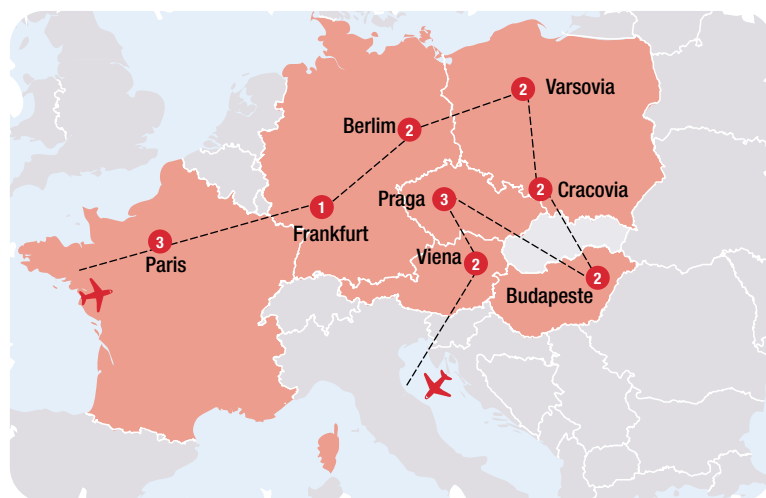 2
Varsovia
Berlim
2
Praga
3
2
Cracovia
1
Frankfurt
3
Paris
Viena
2
Budapeste
2